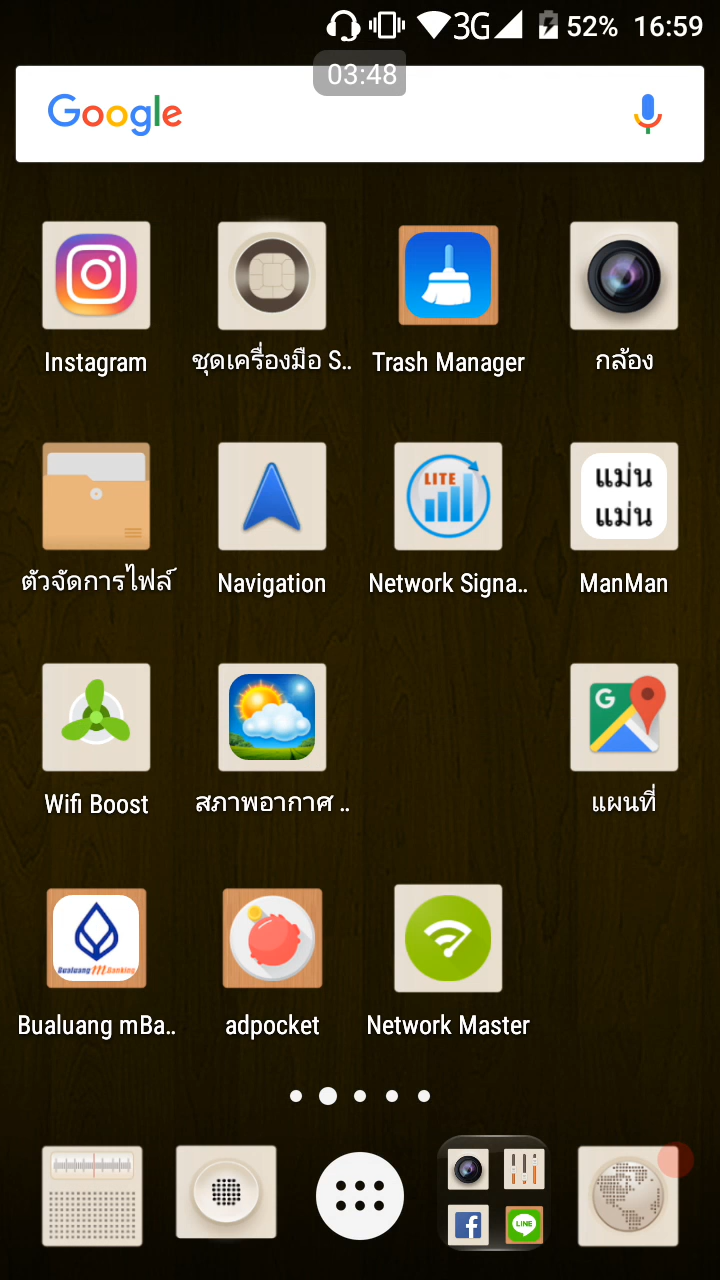 3G 52% 16:59
03:48
Google
Instagram
ชุดเครื่องมือ S..
Trash Manager
กล้อง
LITE
แม่น
แม่น
ตัวจัดการไฟล์
Navigation
Network Signa..
ManMan
G
Wifi Boost
สภาพอากาศ ..
แผนที่
Bualuang mBanking
Bualuang mBa..
adpocket
Network Master
LINE